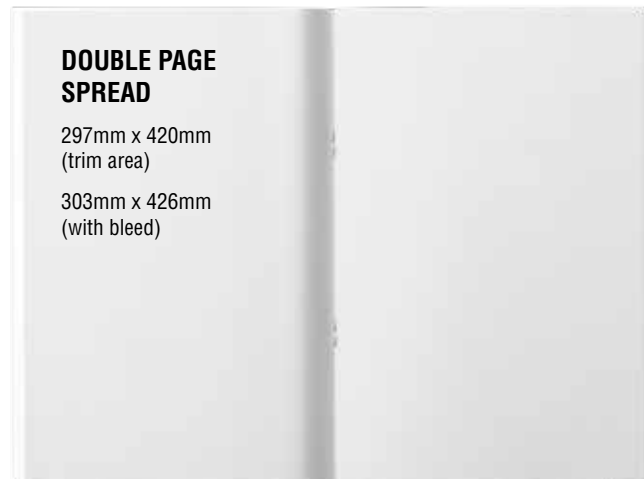 DOUBLE PAGE
SPREAD
297mm x 420mm
(trim area)
303mm x 426mm
(with bleed)